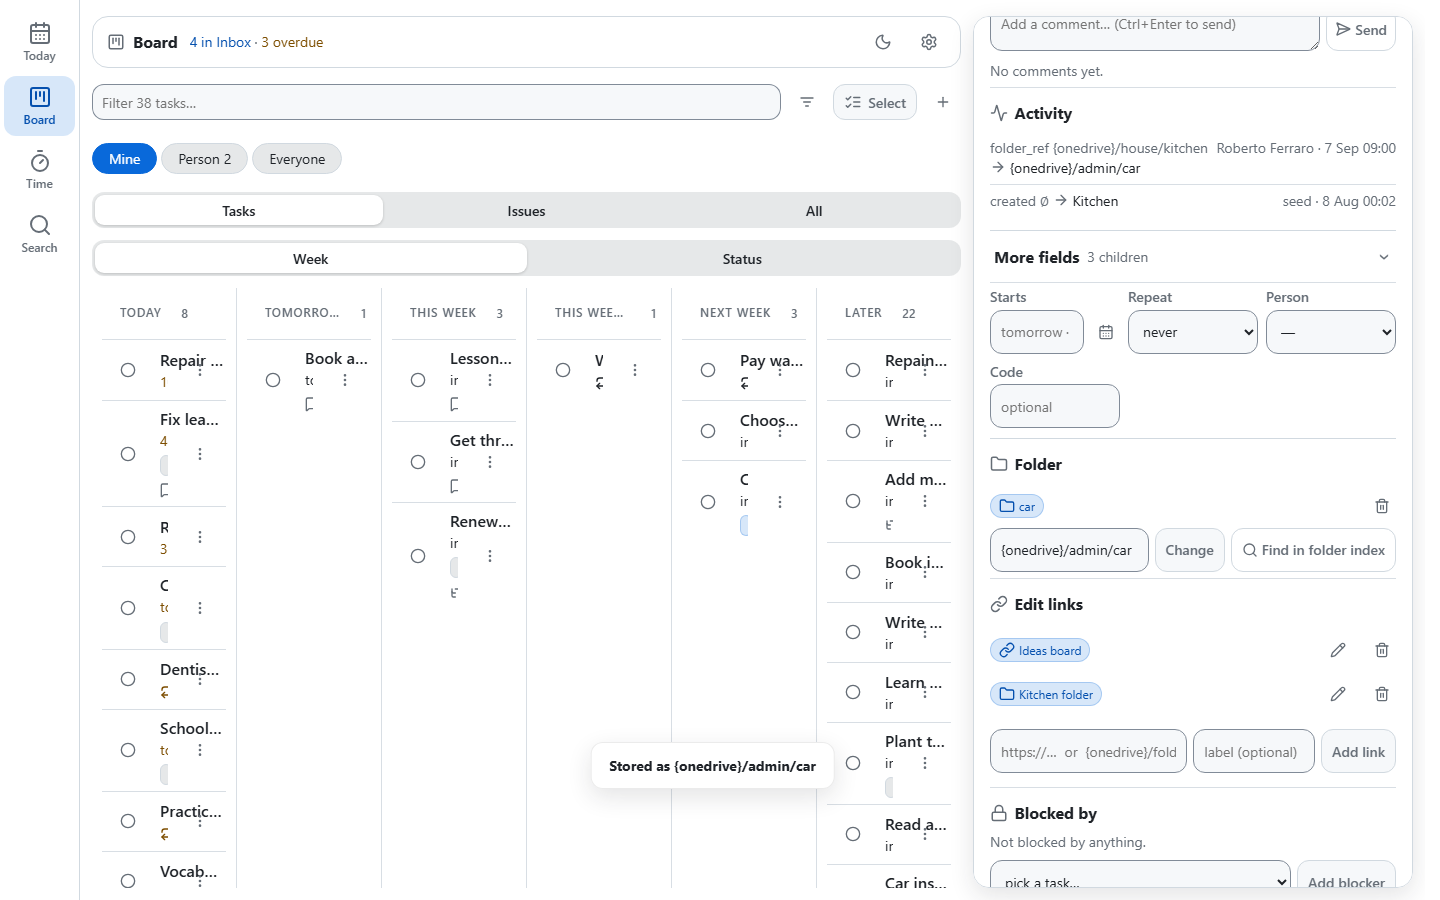 Today
Board
Time
Search
Board 4 in Inbox · 3 overdue
Filter 38 tasks...
Select
Mine
Person 2
Everyone
Tasks
Issues
All
Week
Status
TODAY 8
Repair ...
1
Fix lea...
4
R
3
C
Dentis...
School...
Practic...
Vocab...
TOMORRO... 1
Book a...
THIS WEEK 3
Lesson...
Get thr...
Renew...
THIS WEE... 1
NEXT WEEK 3
Pay wa...
Choos...
C
LATER 22
Repain...
Write ...
Add m...
Book i...
Write ...
Learn ...
Plant t...
Read a...
Car ins...
Stored as {onedrive}/admin/car
Add a comment... (Ctrl+Enter to send)
Send
No comments yet.
Activity
folder_ref {onedrive}/house/kitchen Roberto Ferraro · 7 Sep 09:00
→ {onedrive}/admin/car
created ∅ → Kitchen seed · 8 Aug 00:02
More fields 3 children
Starts
Repeat
Person
tomorrow ·
never
—
Code
optional
Folder
car
{onedrive}/admin/car
Change
Find in folder index
Edit links
Ideas board
Kitchen folder
https://... or {onedrive}/fold
label (optional)
Add link
Blocked by
Not blocked by anything.
pick a task...
Add blocker